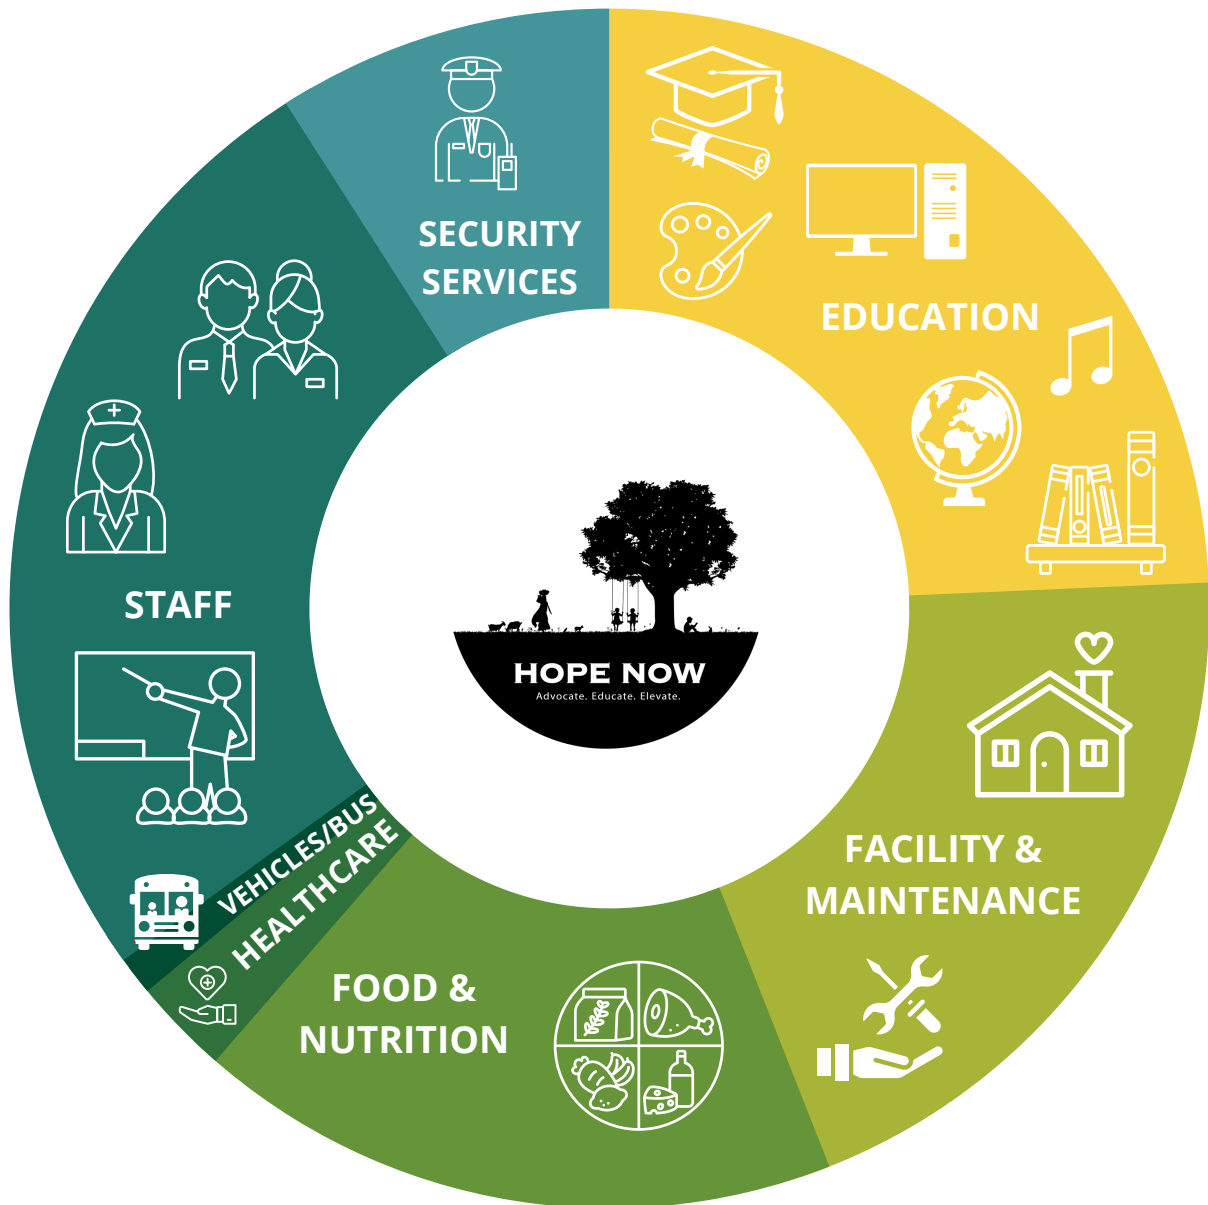 SECURITY
SERVICES
EDUCATION
STAFF
HOPE NOW
Advocate. Educate. Elevate.
VEHICLES/BUS
HEALTHCARE
FACILITY &
MAINTENANCE
FOOD &
NUTRITION